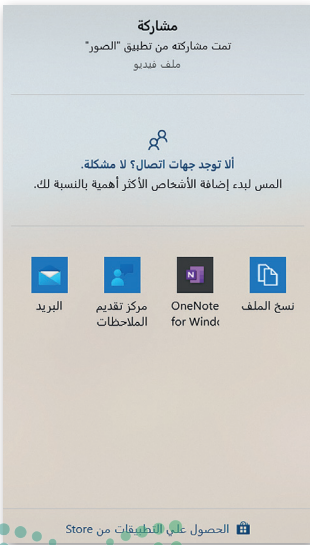 مشاركة
تمت مشاركته من تطبيق "الصور"
ملف فيديو
ألا توجد جهات اتصال؟ لا مشكلة.
المس لبدء إضافة الأشخاص الأكثر أهمية بالنسبة لك.
نسخ الملف
OneNote
for Windo
مركز تقديم
الملاحظات
البريد
الحصول على التطبيقات من Store